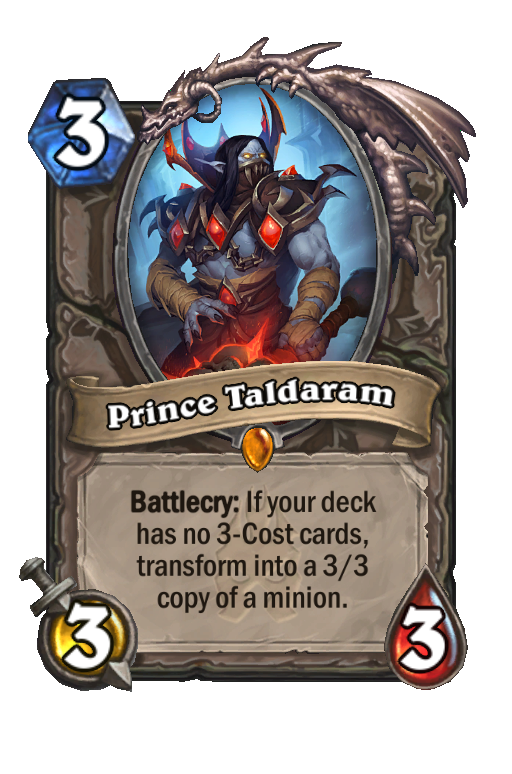 3
Prince Taldaram
Battlecry: If your deck
has no 3-Cost cards,
transform into a 3/3
copy of a minion.
3
3